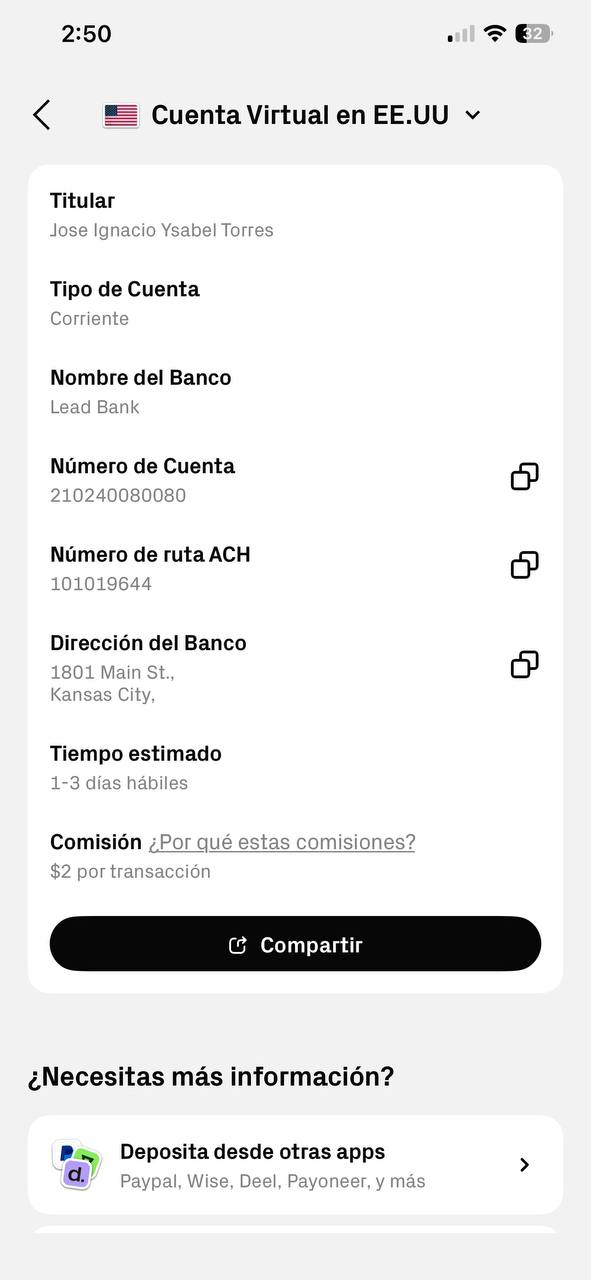 2:50
32
Cuenta Virtual en EE.UU
Titular
Jose Ignacio Ysabel Torres
Tipo de Cuenta
Corriente
Nombre del Banco
Lead Bank
Número de Cuenta
210240080080
Número de ruta ACH
101019644
Dirección del Banco
1801 Main St.,
Kansas City,
Tiempo estimado
1-3 días hábiles
Comisión ¿Por qué estas comisiones?
$2 por transacción
Compartir
¿Necesitas más información?
Deposita desde otras apps
d.
Paypal, Wise, Deel, Payoneer, y más